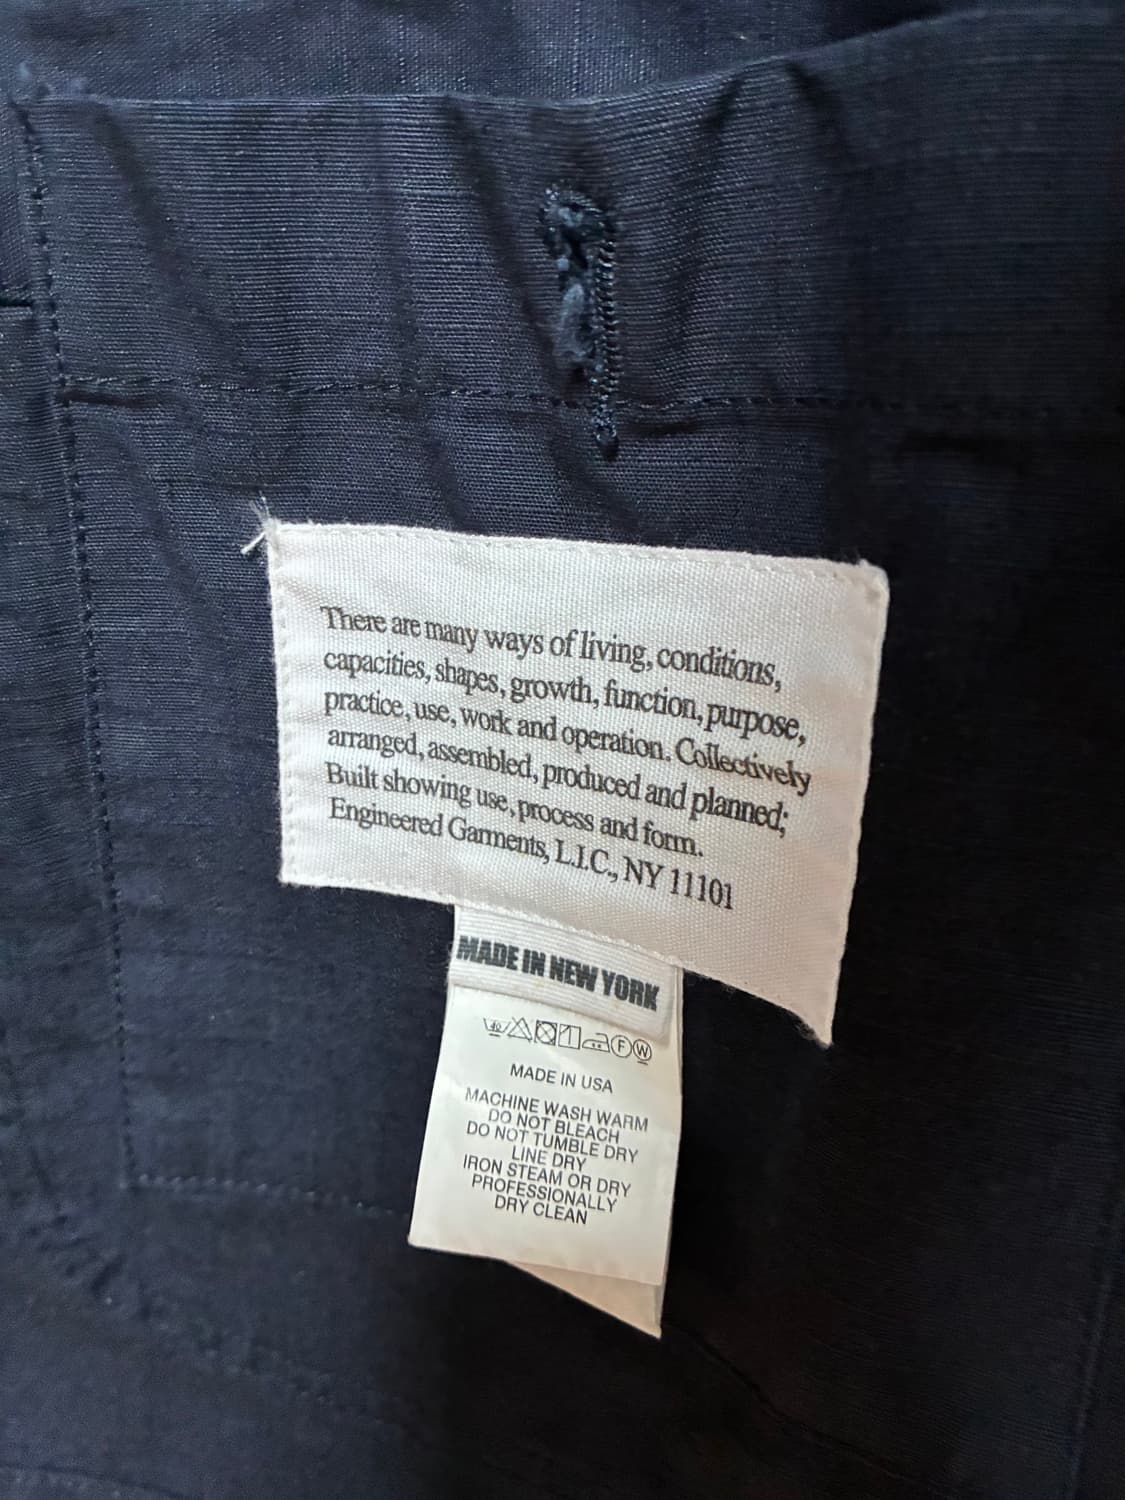 There are many ways of living, conditions,
capacities, shapes, growth, function, purpose,
practice, use, work and operation. Collectively
arranged, assembled, produced and planned;
Built showing use, process and form.
Engineered Garments, L.I.C., NY 11101
MADE IN NEW YORK
40 F W
MADE IN USA
MACHINE WASH WARM
DO NOT BLEACH
DO NOT TUMBLE DRY
LINE DRY
IRON STEAM OR DRY
PROFESSIONALLY
DRY CLEAN